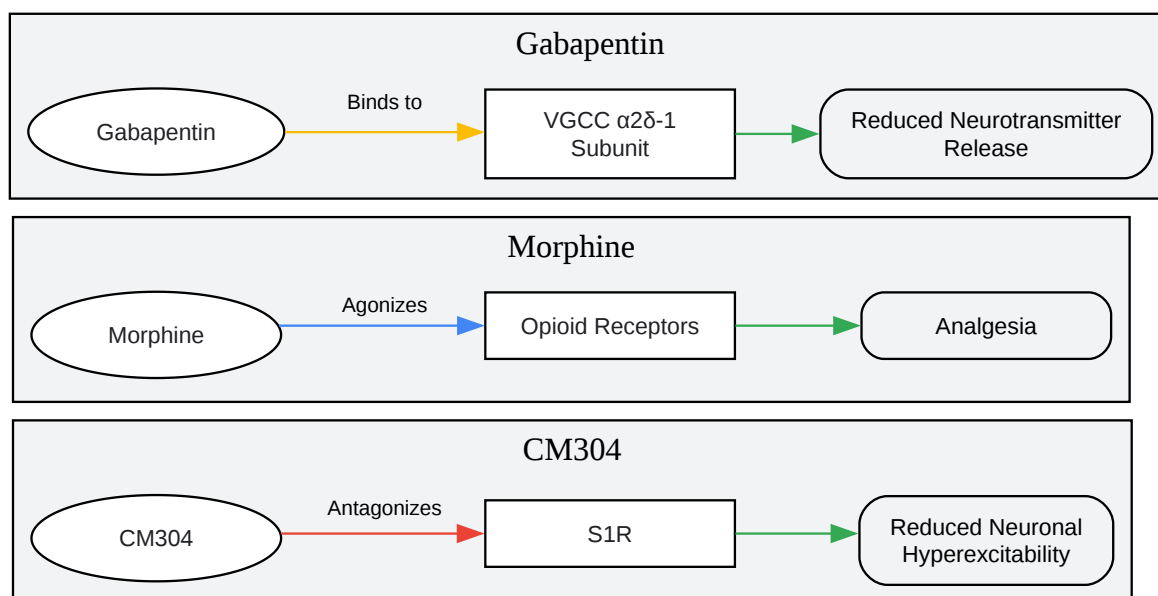 Gabapentin
Gabapentin
Binds to
VGCC α2δ-1
Subunit
Reduced Neurotransmitter
Release
Morphine
Morphine
Agonizes
Opioid Receptors
Analgesia
CM304
CM304
Antagonizes
S1R
Reduced Neuronal
Hyperexcitability